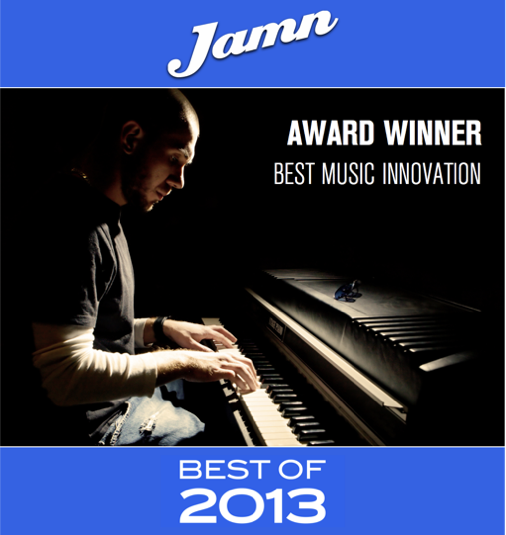 Jamn
AWARD WINNER
BEST MUSIC INNOVATION
BEST OF
2013